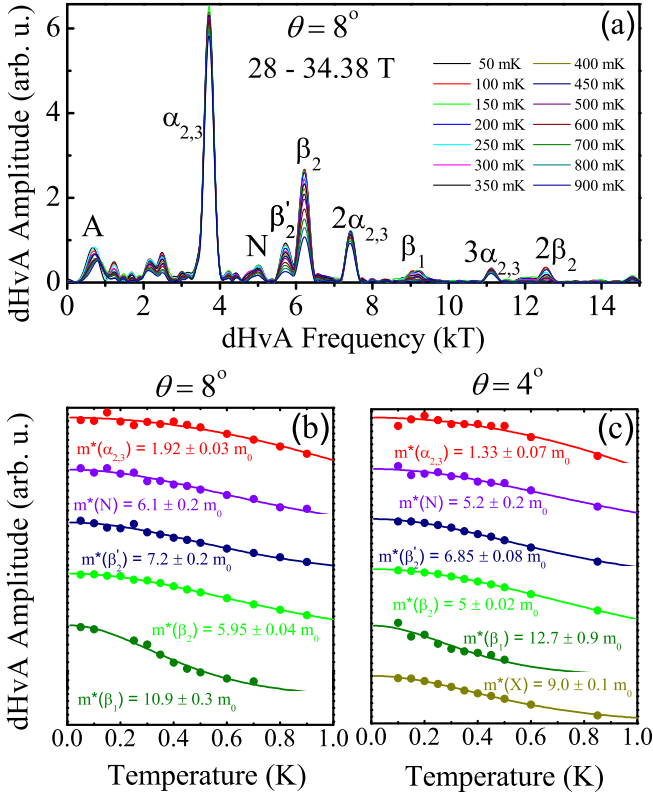 (a)
θ = 8°
28 - 34.38 T
dHvA Amplitude (arb. u.)
6
4
2
0
50 mK 400 mK
100 mK 450 mK
150 mK 500 mK
200 mK 600 mK
250 mK 700 mK
300 mK 800 mK
350 mK 900 mK
A
α2,3
N
β2'
β2
2α2,3
β1
3α2,3
2β2
0 2 4 6 8 10 12 14
dHvA Frequency (kT)
θ = 8°
(b)
dHvA Amplitude (arb. u.)
m*(α2,3) = 1.92 ± 0.03 m0
m*(N) = 6.1 ± 0.2 m0
m*(β2') = 7.2 ± 0.2 m0
m*(β2) = 5.95 ± 0.04 m0
m*(β1) = 10.9 ± 0.3 m0
0.0 0.2 0.4 0.6 0.8 1.0
Temperature (K)
θ = 4°
(c)
m*(α2,3) = 1.33 ± 0.07 m0
m*(N) = 5.2 ± 0.2 m0
m*(β2') = 6.85 ± 0.08 m0
m*(β2) = 5 ± 0.02 m0
m*(β1) = 12.7 ± 0.9 m0
m*(X) = 9.0 ± 0.1 m0
0.0 0.2 0.4 0.6 0.8 1.0
Temperature (K)